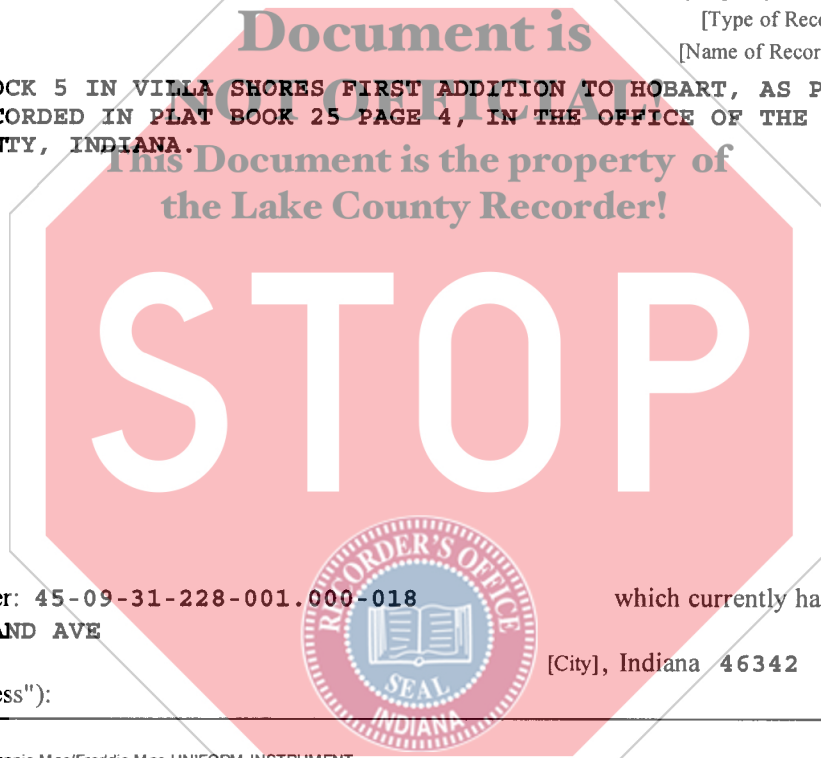 [Type of Reco
Document is
[Name of Recor
OCK 5 IN VILLA SHORES FIRST ADDITION TO HOBART, AS P
NOT OFFICIAL!
CORDED IN PLAT BOOK 25 PAGE 4, IN THE OFFICE OF THE
NTY, INDIANA.
This Document is the property of
the Lake County Recorder!
STOP
RECORDER'S OFFICE
er: 45-09-31-228-001.000-018 which currently ha
AND AVE
[City], Indiana 46342
SEAL
ess"):
INDIANA